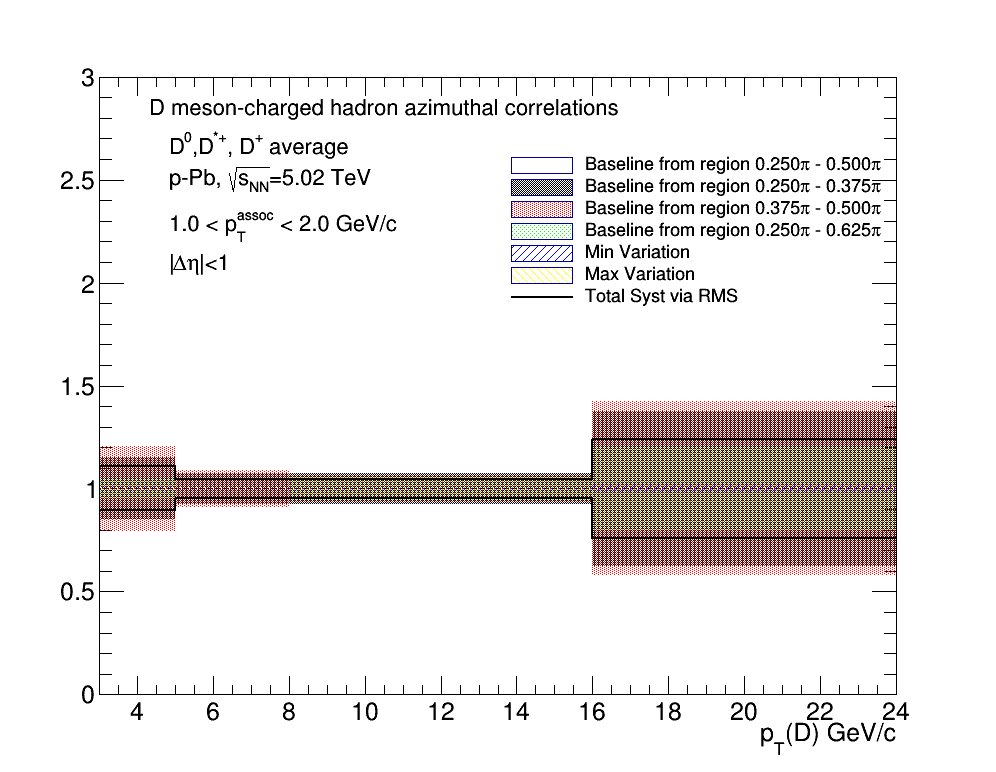 D meson-charged hadron azimuthal correlations
D⁰,D*⁺, D⁺ average
p-Pb, √s_NN=5.02 TeV
1.0 < p_T^assoc < 2.0 GeV/c
|Δη|<1
Baseline from region 0.250π - 0.500π
Baseline from region 0.250π - 0.375π
Baseline from region 0.375π - 0.500π
Baseline from region 0.250π - 0.625π
Min Variation
Max Variation
Total Syst via RMS
3
2.5
2
1.5
1
0.5
0
4 6 8 10 12 14 16 18 20 22 24
p_T(D) GeV/c